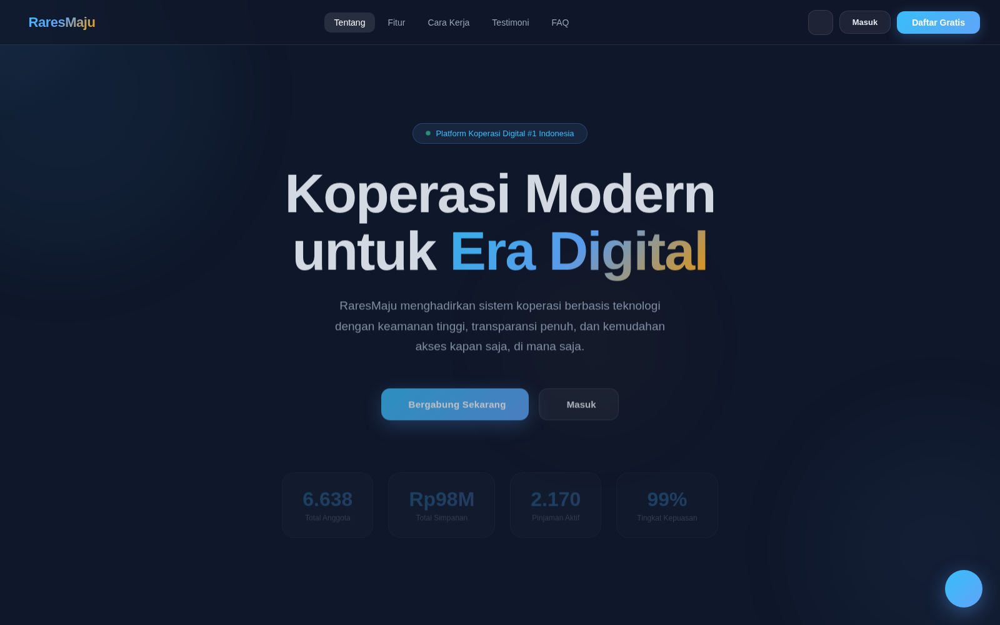 RaresMaju
Tentang
Fitur
Cara Kerja
Testimoni
FAQ
Masuk
Daftar Gratis
Platform Koperasi Digital #1 Indonesia
Koperasi Modern
untuk Era Digital
RaresMaju menghadirkan sistem koperasi berbasis teknologi
dengan keamanan tinggi, transparansi penuh, dan kemudahan
akses kapan saja, di mana saja.
Bergabung Sekarang
Masuk
6.638
Total Anggota
Rp98M
Total Simpanan
2.170
Pinjaman Aktif
99%
Tingkat Kepuasan